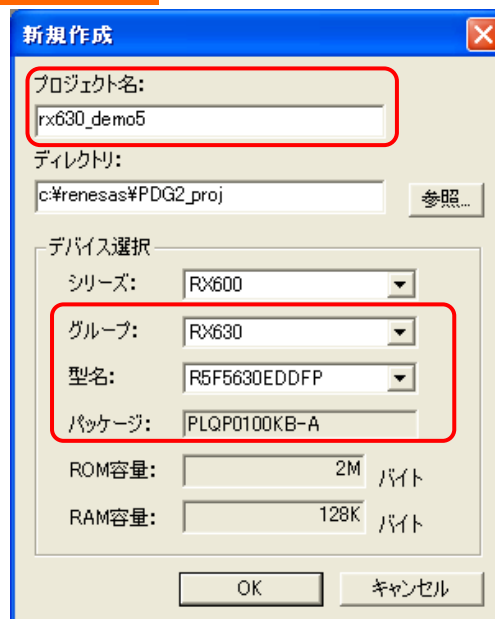 新規作成
プロジェクト名:
rx630_demo5
ディレクトリ:
c:¥renesas¥PDG2_proj
参照...
デバイス選択
シリーズ: RX600
グループ: RX630
型名: R5F5630EDDFP
パッケージ: PLQP0100KB-A
ROM容量: 2M バイト
RAM容量: 128K バイト
OK キャンセル